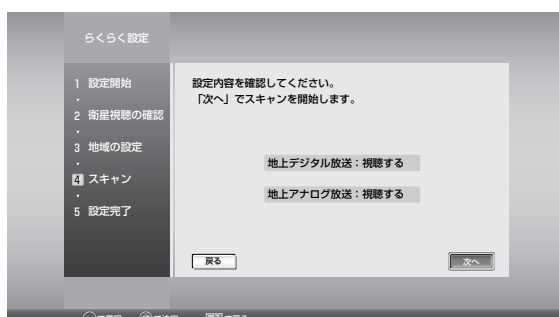 らくらく設定
1 設定開始
2 衛星視聴の確認
3 地域の設定
4 スキャン
5 設定完了
設定内容を確認してください。
「次へ」でスキャンを開始します。
地上デジタル放送：視聴する
地上アナログ放送：視聴する
戻る
次へ